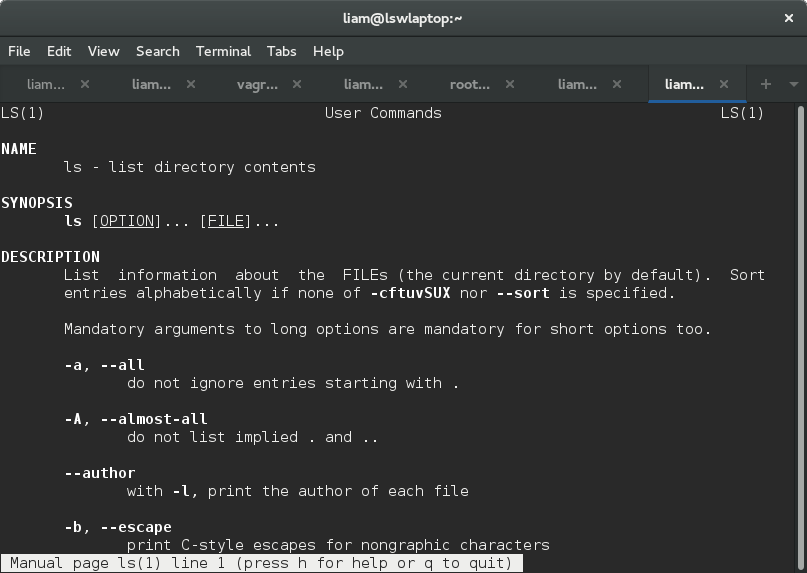 liam@lswlaptop:~
File Edit View Search Terminal Tabs Help
liam... liam... vagr... liam... root... liam... liam...
LS(1) User Commands LS(1)
NAME
ls - list directory contents
SYNOPSIS
ls [OPTION]... [FILE]...
DESCRIPTION
List information about the FILEs (the current directory by default). Sort
entries alphabetically if none of -cftuvSUX nor --sort is specified.
Mandatory arguments to long options are mandatory for short options too.
-a, --all
do not ignore entries starting with .
-A, --almost-all
do not list implied . and ..
--author
with -l, print the author of each file
-b, --escape
print C-style escapes for nongraphic characters
Manual page ls(1) line 1 (press h for help or q to quit)